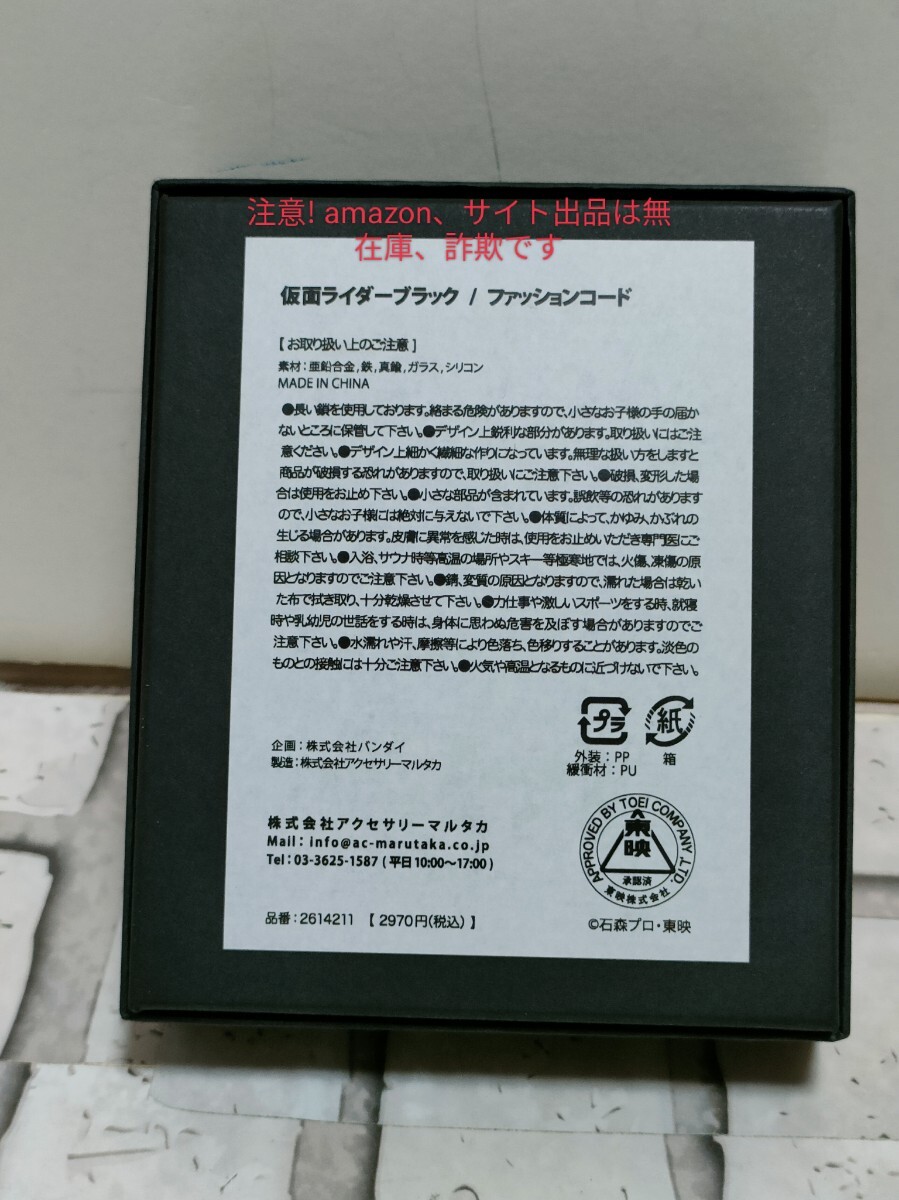 注意! amazon、サイト出品は無
在庫、詐欺です
仮面ライダーブラック / ファッションコード
[ お取り扱い上のご注意 ]
素材：亜鉛合金,鉄,真鍮,ガラス,シリコン
MADE IN CHINA
●長い鎖を使用しております。絡まる危険がありますので、小さなお子様の手の届か
ないところに保管して下さい。●デザイン上鋭利な部分があります。取り扱いにはご注
意ください。●デザイン上細かく繊細な作りになっています。無理な扱い方をしますと
商品が破損する恐れがありますので、取り扱いにご注意下さい。●破損、変形した場
合は使用をお止め下さい。●小さな部品が含まれています。誤飲等の恐れがあります
ので、小さなお子様には絶対に与えないで下さい。●体質によって、かゆみ、かぶれの
生じる場合があります。皮膚に異常を感じた時は、使用をお止めいただき専門医にご
相談下さい。●入浴、サウナ時等高温の場所やスキー等極寒地では、火傷、凍傷の原
因となりますのでご注意下さい。●錆、変質の原因となりますので、濡れた場合は乾い
た布で拭き取り、十分乾燥させて下さい。●力仕事や激しいスポーツをする時、就寝
時や乳幼児の世話をする時は、身体に思わぬ危害を及ぼす場合がありますのでご
注意下さい。●水濡れや汗、摩擦等により色落ち、色移りすることがあります。淡色の
ものとの接触には十分ご注意下さい。●火気や高温となるものに近づけないで下さい。
プラ
紙
外装：PP
箱
緩衝材：PU
企画：株式会社バンダイ
製造：株式会社アクセサリーマルタカ
株式会社アクセサリーマルタカ
Mail：info@ac-marutaka.co.jp
Tel：03-3625-1587 ( 平日 10:00～17:00 )
APPROVED BY TOEI COMPANY,LTD.
東映
承認済
東映株式会社
品番：2614211 【 2970円(税込) 】
©石森プロ・東映